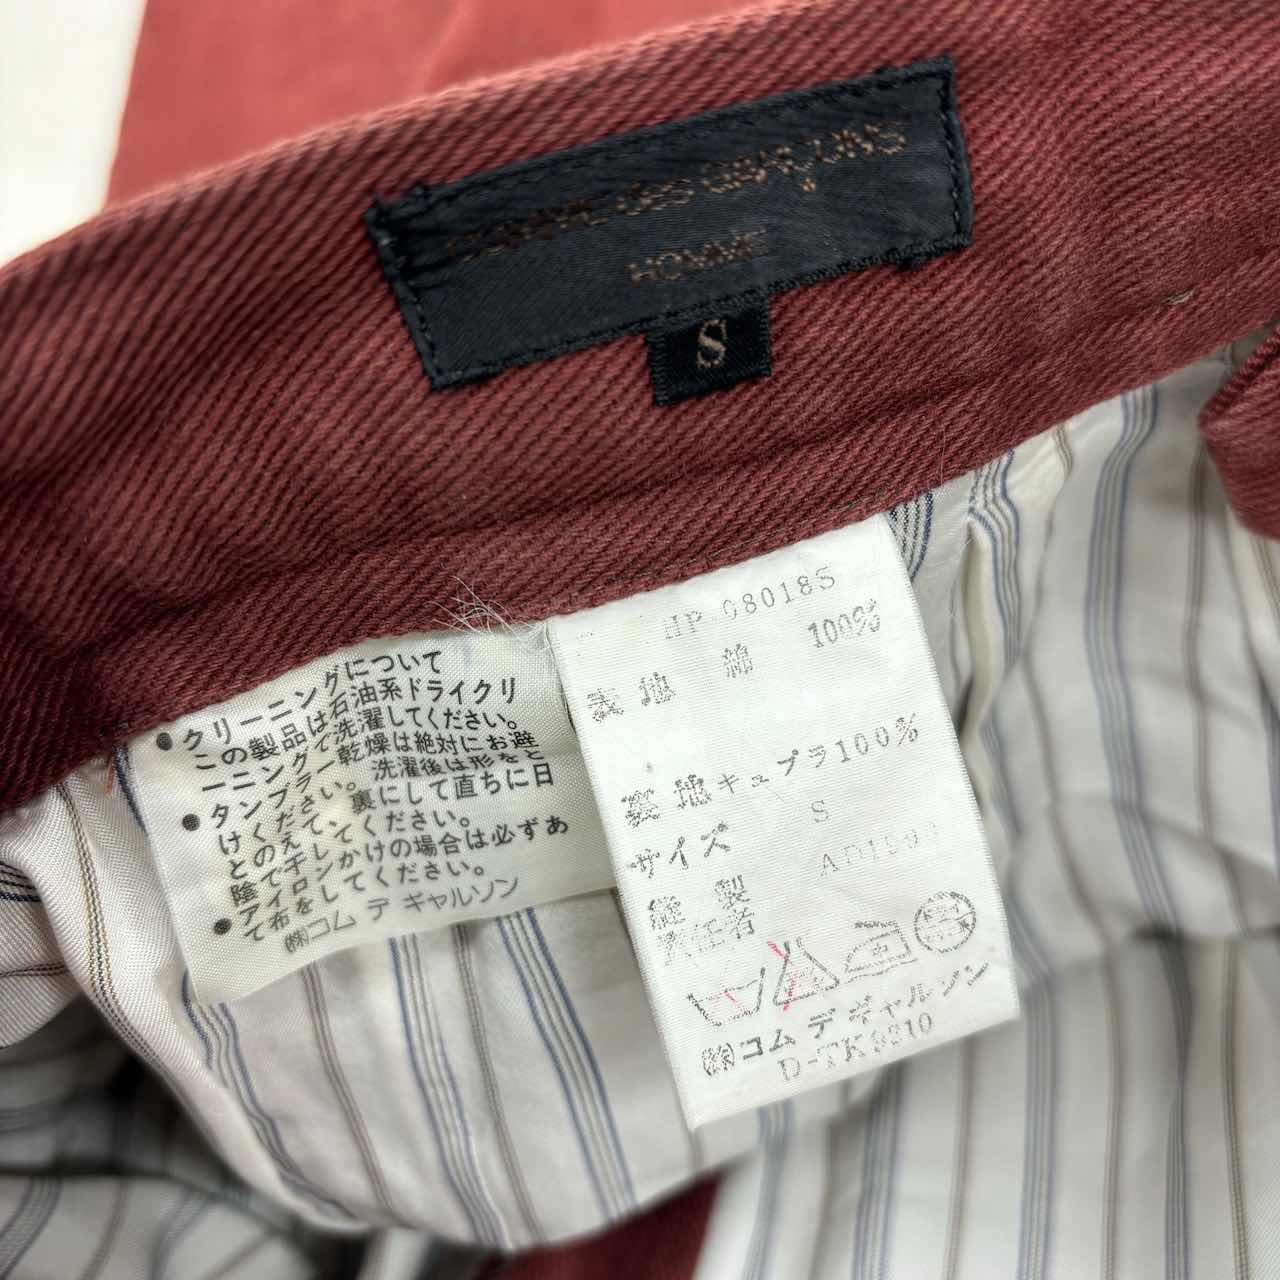 comme des garçons
HOMME
S
● クリーニングについて
この製品は石油系ドライクリ
ーニングで洗濯してください。
● タンブラー乾燥は絶対にお避
けください。洗濯後は形をと
とのえて、裏にして直ちに日
陰で干してください。
● アイロンかけの場合は必ずあ
て布をしてください。
㈱コム デ ギャルソン
HP-08018S
表地 綿 100%
裏地 キュプラ100%
サイズ S
縫製
責任者
㈱コム デ ギャルソン